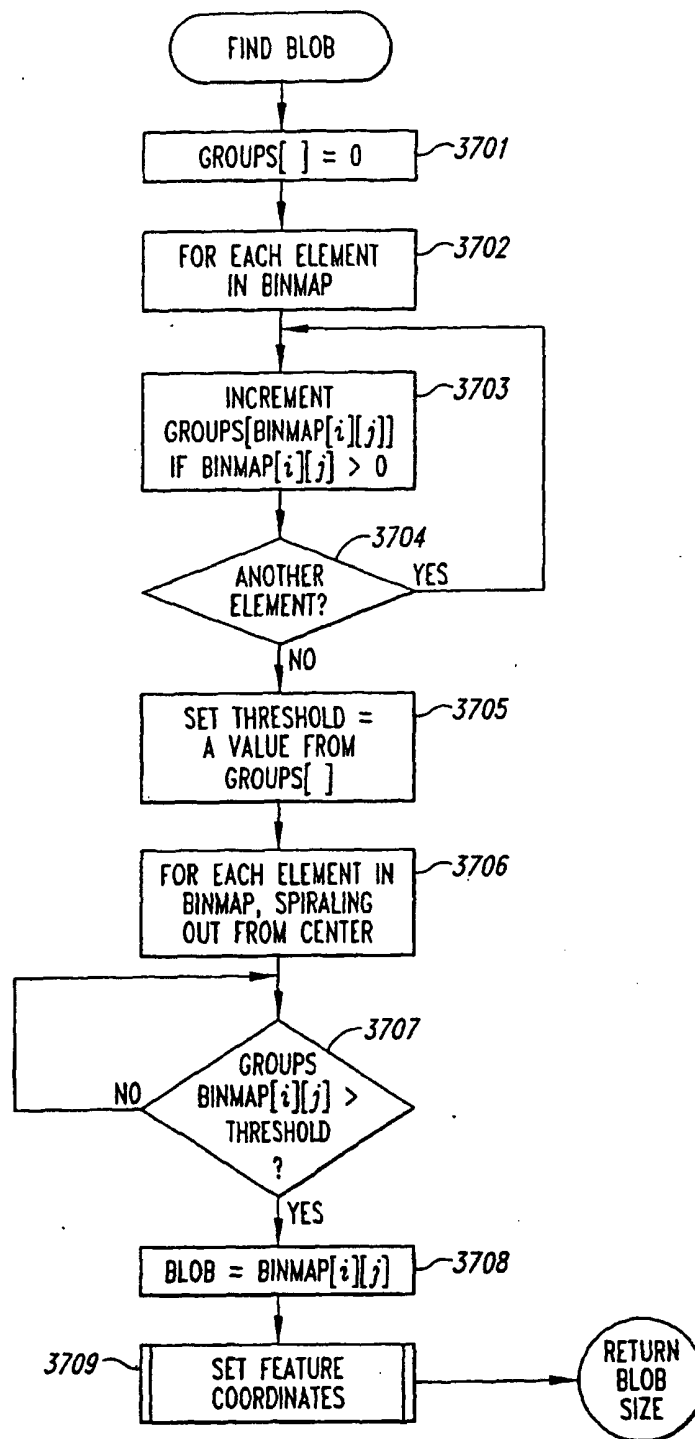 FIND BLOB
GROUPS[ ] = 0
3701
FOR EACH ELEMENT
IN BINMAP
3702
INCREMENT
GROUPS[BINMAP[i][j]]
IF BINMAP[i][j] > 0
3703
3704
ANOTHER
ELEMENT?
YES
NO
SET THRESHOLD =
A VALUE FROM
GROUPS[ ]
3705
FOR EACH ELEMENT IN
BINMAP, SPIRALING
OUT FROM CENTER
3706
3707
GROUPS
BINMAP[i][j] >
THRESHOLD
?
NO
YES
BLOB = BINMAP[i][j]
3708
3709
SET FEATURE
COORDINATES
RETURN
BLOB
SIZE